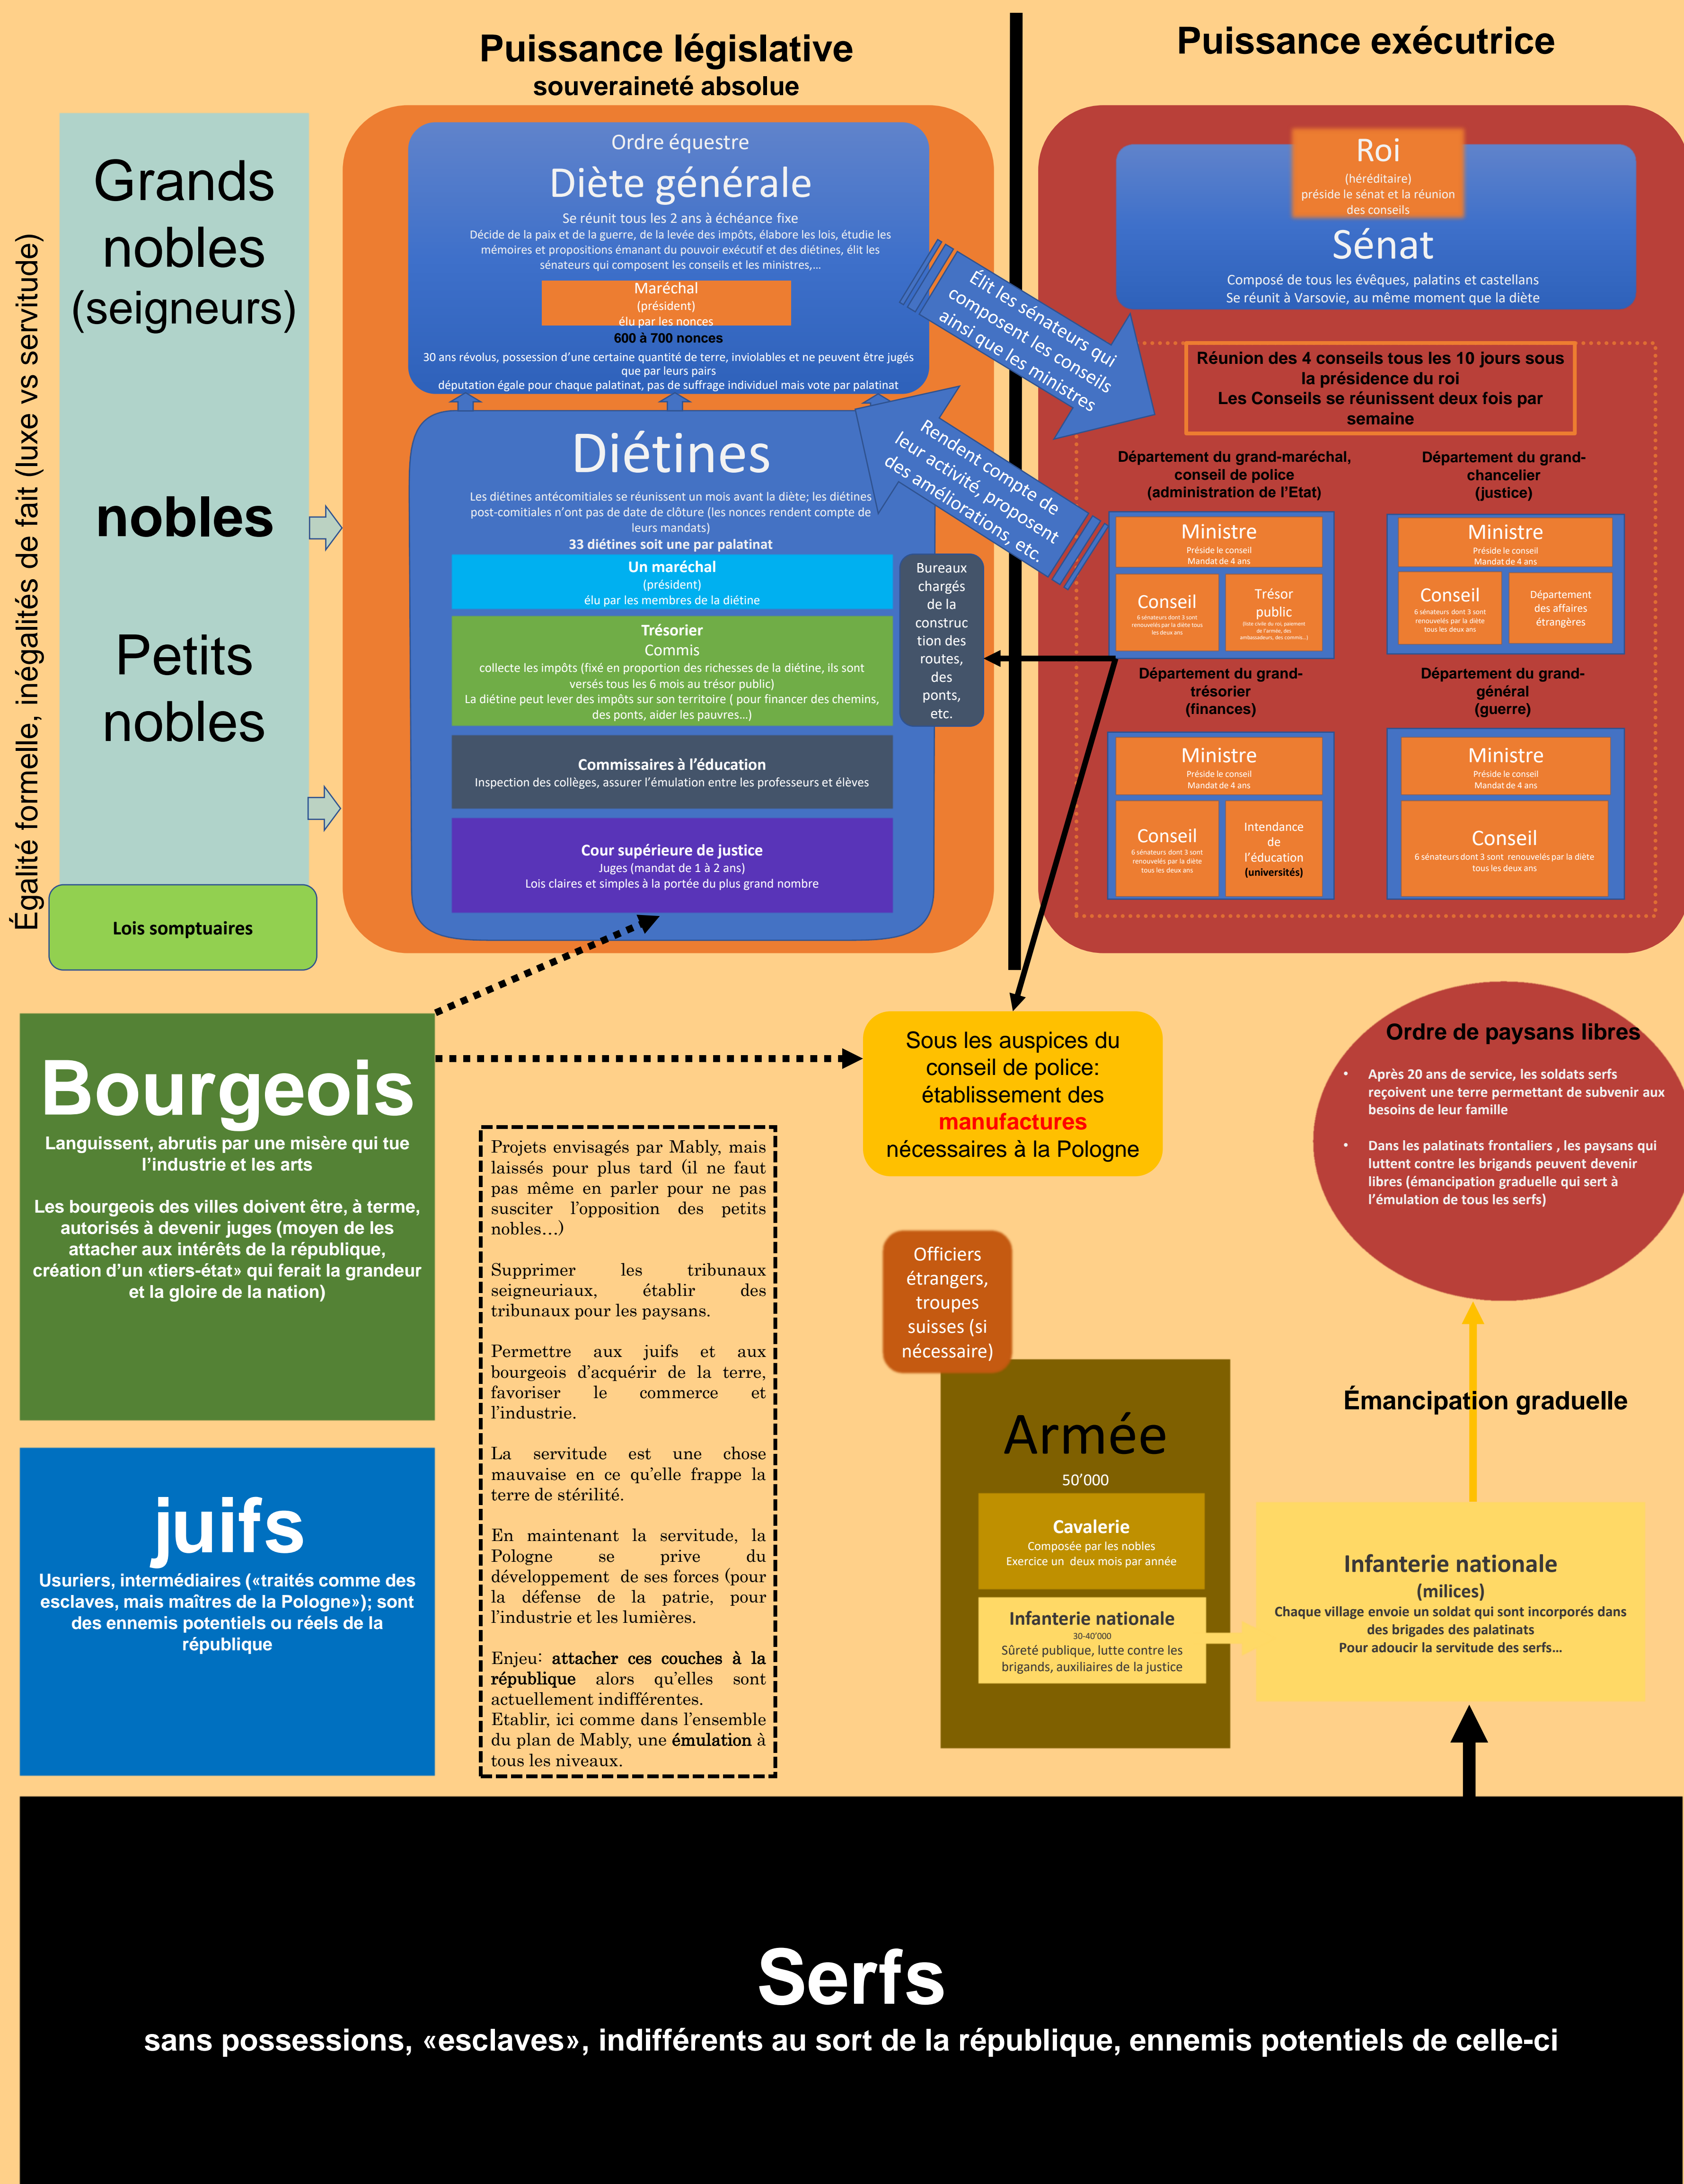 Puissance législative
souveraineté absolue
Puissance exécutrice
Égalité formelle, inégalités de fait (luxe vs servitude)
Grands
nobles
(seigneurs)
nobles
Petits
nobles
Lois somptuaires
Ordre équestre
Diète générale
Se réunit tous les 2 ans à échéance fixe
Décide de la paix et de la guerre, de la levée des impôts, élabore les lois, étudie les
mémoires et propositions émanant du pouvoir exécutif et des diétines, élit les
sénateurs qui composent les conseils et les ministres,…
Maréchal
(président)
élu par les nonces
600 à 700 nonces
30 ans révolus, possession d’une certaine quantité de terre, inviolables et ne peuvent être jugés
que par leurs pairs
députation égale pour chaque palatinat, pas de suffrage individuel mais vote par palatinat
Diétines
Les diétines antécomitiales se réunissent un mois avant la diète; les diétines
post-comitiales n’ont pas de date de clôture (les nonces rendent compte de
leurs mandats)
33 diétines soit une par palatinat
Un maréchal
(président)
élu par les membres de la diétine
Trésorier
Commis
collecte les impôts (fixé en proportion des richesses de la diétine, ils sont
versés tous les 6 mois au trésor public)
La diétine peut lever des impôts sur son territoire ( pour financer des chemins,
des ponts, aider les pauvres…)
Commissaires à l’éducation
Inspection des collèges, assurer l’émulation entre les professeurs et élèves
Cour supérieure de justice
Juges (mandat de 1 à 2 ans)
Lois claires et simples à la portée du plus grand nombre
Bureaux
chargés
de la
construc
tion des
routes,
des
ponts,
etc.
Élit les sénateurs qui
composent les conseils
ainsi que les ministres
Rendent compte de
leur activité, proposent
des améliorations, etc.
Roi
(héréditaire)
préside le sénat et la réunion
des conseils
Sénat
Composé de tous les évêques, palatins et castellans
Se réunit à Varsovie, au même moment que la diète
Réunion des 4 conseils tous les 10 jours sous
la présidence du roi
Les Conseils se réunissent deux fois par
semaine
Département du grand-maréchal,
conseil de police
(administration de l’Etat)
Ministre
Préside le conseil
Mandat de 4 ans
Conseil
6 sénateurs dont 3 sont
renouvelés par la diète tous
les deux ans
Trésor
public
(liste civile du roi, paiement
de l’armée, des
ambassadeurs, des commis…)
Département du grand-
chancelier
(justice)
Ministre
Préside le conseil
Mandat de 4 ans
Conseil
6 sénateurs dont 3 sont
renouvelés par la diète
tous les deux ans
Département
des affaires
étrangères
Département du grand-
trésorier
(finances)
Ministre
Préside le conseil
Mandat de 4 ans
Conseil
6 sénateurs dont 3 sont
renouvelés par la diète
tous les deux ans
Intendance
de
l’éducation
(universités)
Département du grand-
général
(guerre)
Ministre
Préside le conseil
Mandat de 4 ans
Conseil
6 sénateurs dont 3 sont renouvelés par la diète
tous les deux ans
Bourgeois
Languissent, abrutis par une misère qui tue
l’industrie et les arts
Les bourgeois des villes doivent être, à terme,
autorisés à devenir juges (moyen de les
attacher aux intérêts de la république,
création d’un «tiers-état» qui ferait la grandeur
et la gloire de la nation)
juifs
Usuriers, intermédiaires («traités comme des
esclaves, mais maîtres de la Pologne»); sont
des ennemis potentiels ou réels de la
république
Projets envisagés par Mably, mais
laissés pour plus tard (il ne faut
pas même en parler pour ne pas
susciter l’opposition des petits
nobles…)
Supprimer les tribunaux
seigneuriaux, établir des
tribunaux pour les paysans.
Permettre aux juifs et aux
bourgeois d’acquérir de la terre,
favoriser le commerce et
l’industrie.
La servitude est une chose
mauvaise en ce qu’elle frappe la
terre de stérilité.
En maintenant la servitude, la
Pologne se prive du
développement de ses forces (pour
la défense de la patrie, pour
l’industrie et les lumières.
Enjeu: attacher ces couches à la
république alors qu’elles sont
actuellement indifférentes.
Etablir, ici comme dans l’ensemble
du plan de Mably, une émulation à
tous les niveaux.
Sous les auspices du
conseil de police:
établissement des
manufactures
nécessaires à la Pologne
Officiers
étrangers,
troupes
suisses (si
nécessaire)
Armée
50’000
Cavalerie
Composée par les nobles
Exercice un deux mois par année
Infanterie nationale
30-40’000
Sûreté publique, lutte contre les
brigands, auxiliaires de la justice
Ordre de paysans libres
• Après 20 ans de service, les soldats serfs
reçoivent une terre permettant de subvenir aux
besoins de leur famille
• Dans les palatinats frontaliers , les paysans qui
luttent contre les brigands peuvent devenir
libres (émancipation graduelle qui sert à
l’émulation de tous les serfs)
Émancipation graduelle
Infanterie nationale
(milices)
Chaque village envoie un soldat qui sont incorporés dans
des brigades des palatinats
Pour adoucir la servitude des serfs…
Serfs
sans possessions, «esclaves», indifférents au sort de la république, ennemis potentiels de celle-ci